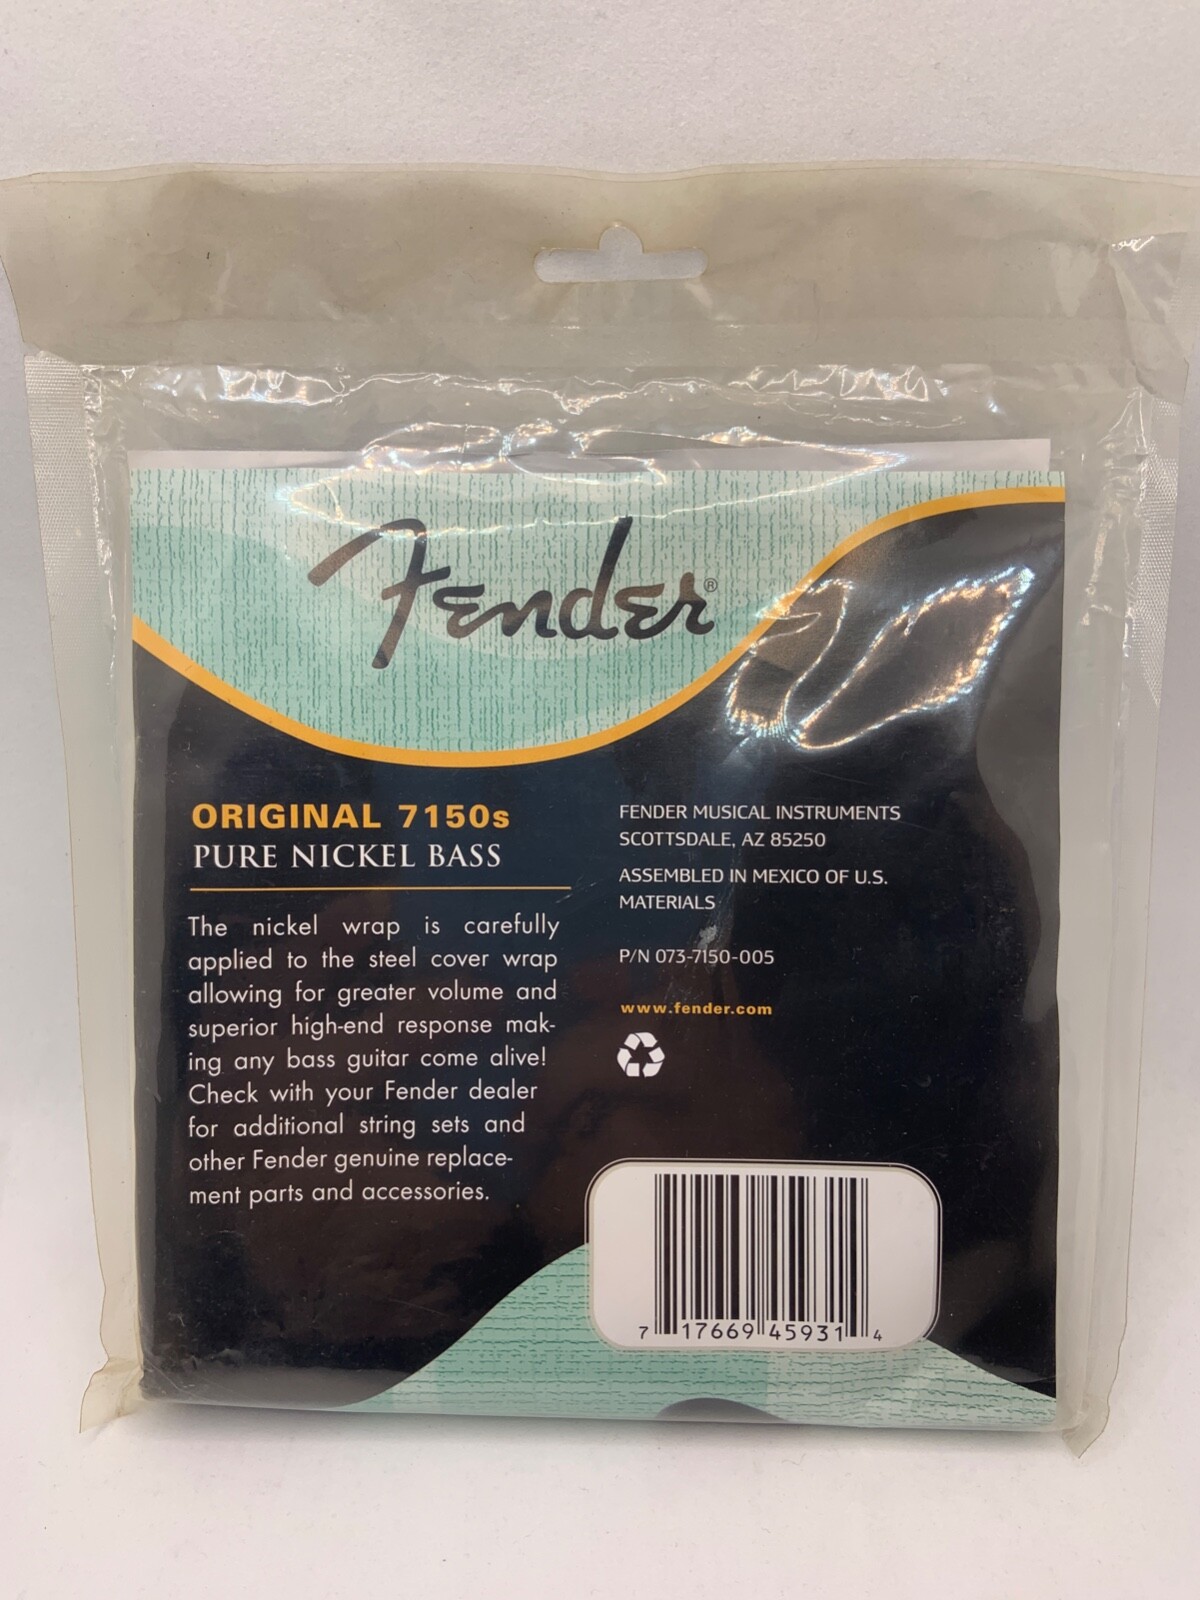 Fender®
ORIGINAL 7150s
PURE NICKEL BASS
The nickel wrap is carefully
applied to the steel cover wrap
allowing for greater volume and
superior high-end response mak-
ing any bass guitar come alive!
Check with your Fender dealer
for additional string sets and
other Fender genuine replace-
ment parts and accessories.
FENDER MUSICAL INSTRUMENTS
SCOTTSDALE, AZ 85250
ASSEMBLED IN MEXICO OF U.S.
MATERIALS
P/N 073-7150-005
www.fender.com
7 17669 45931 4